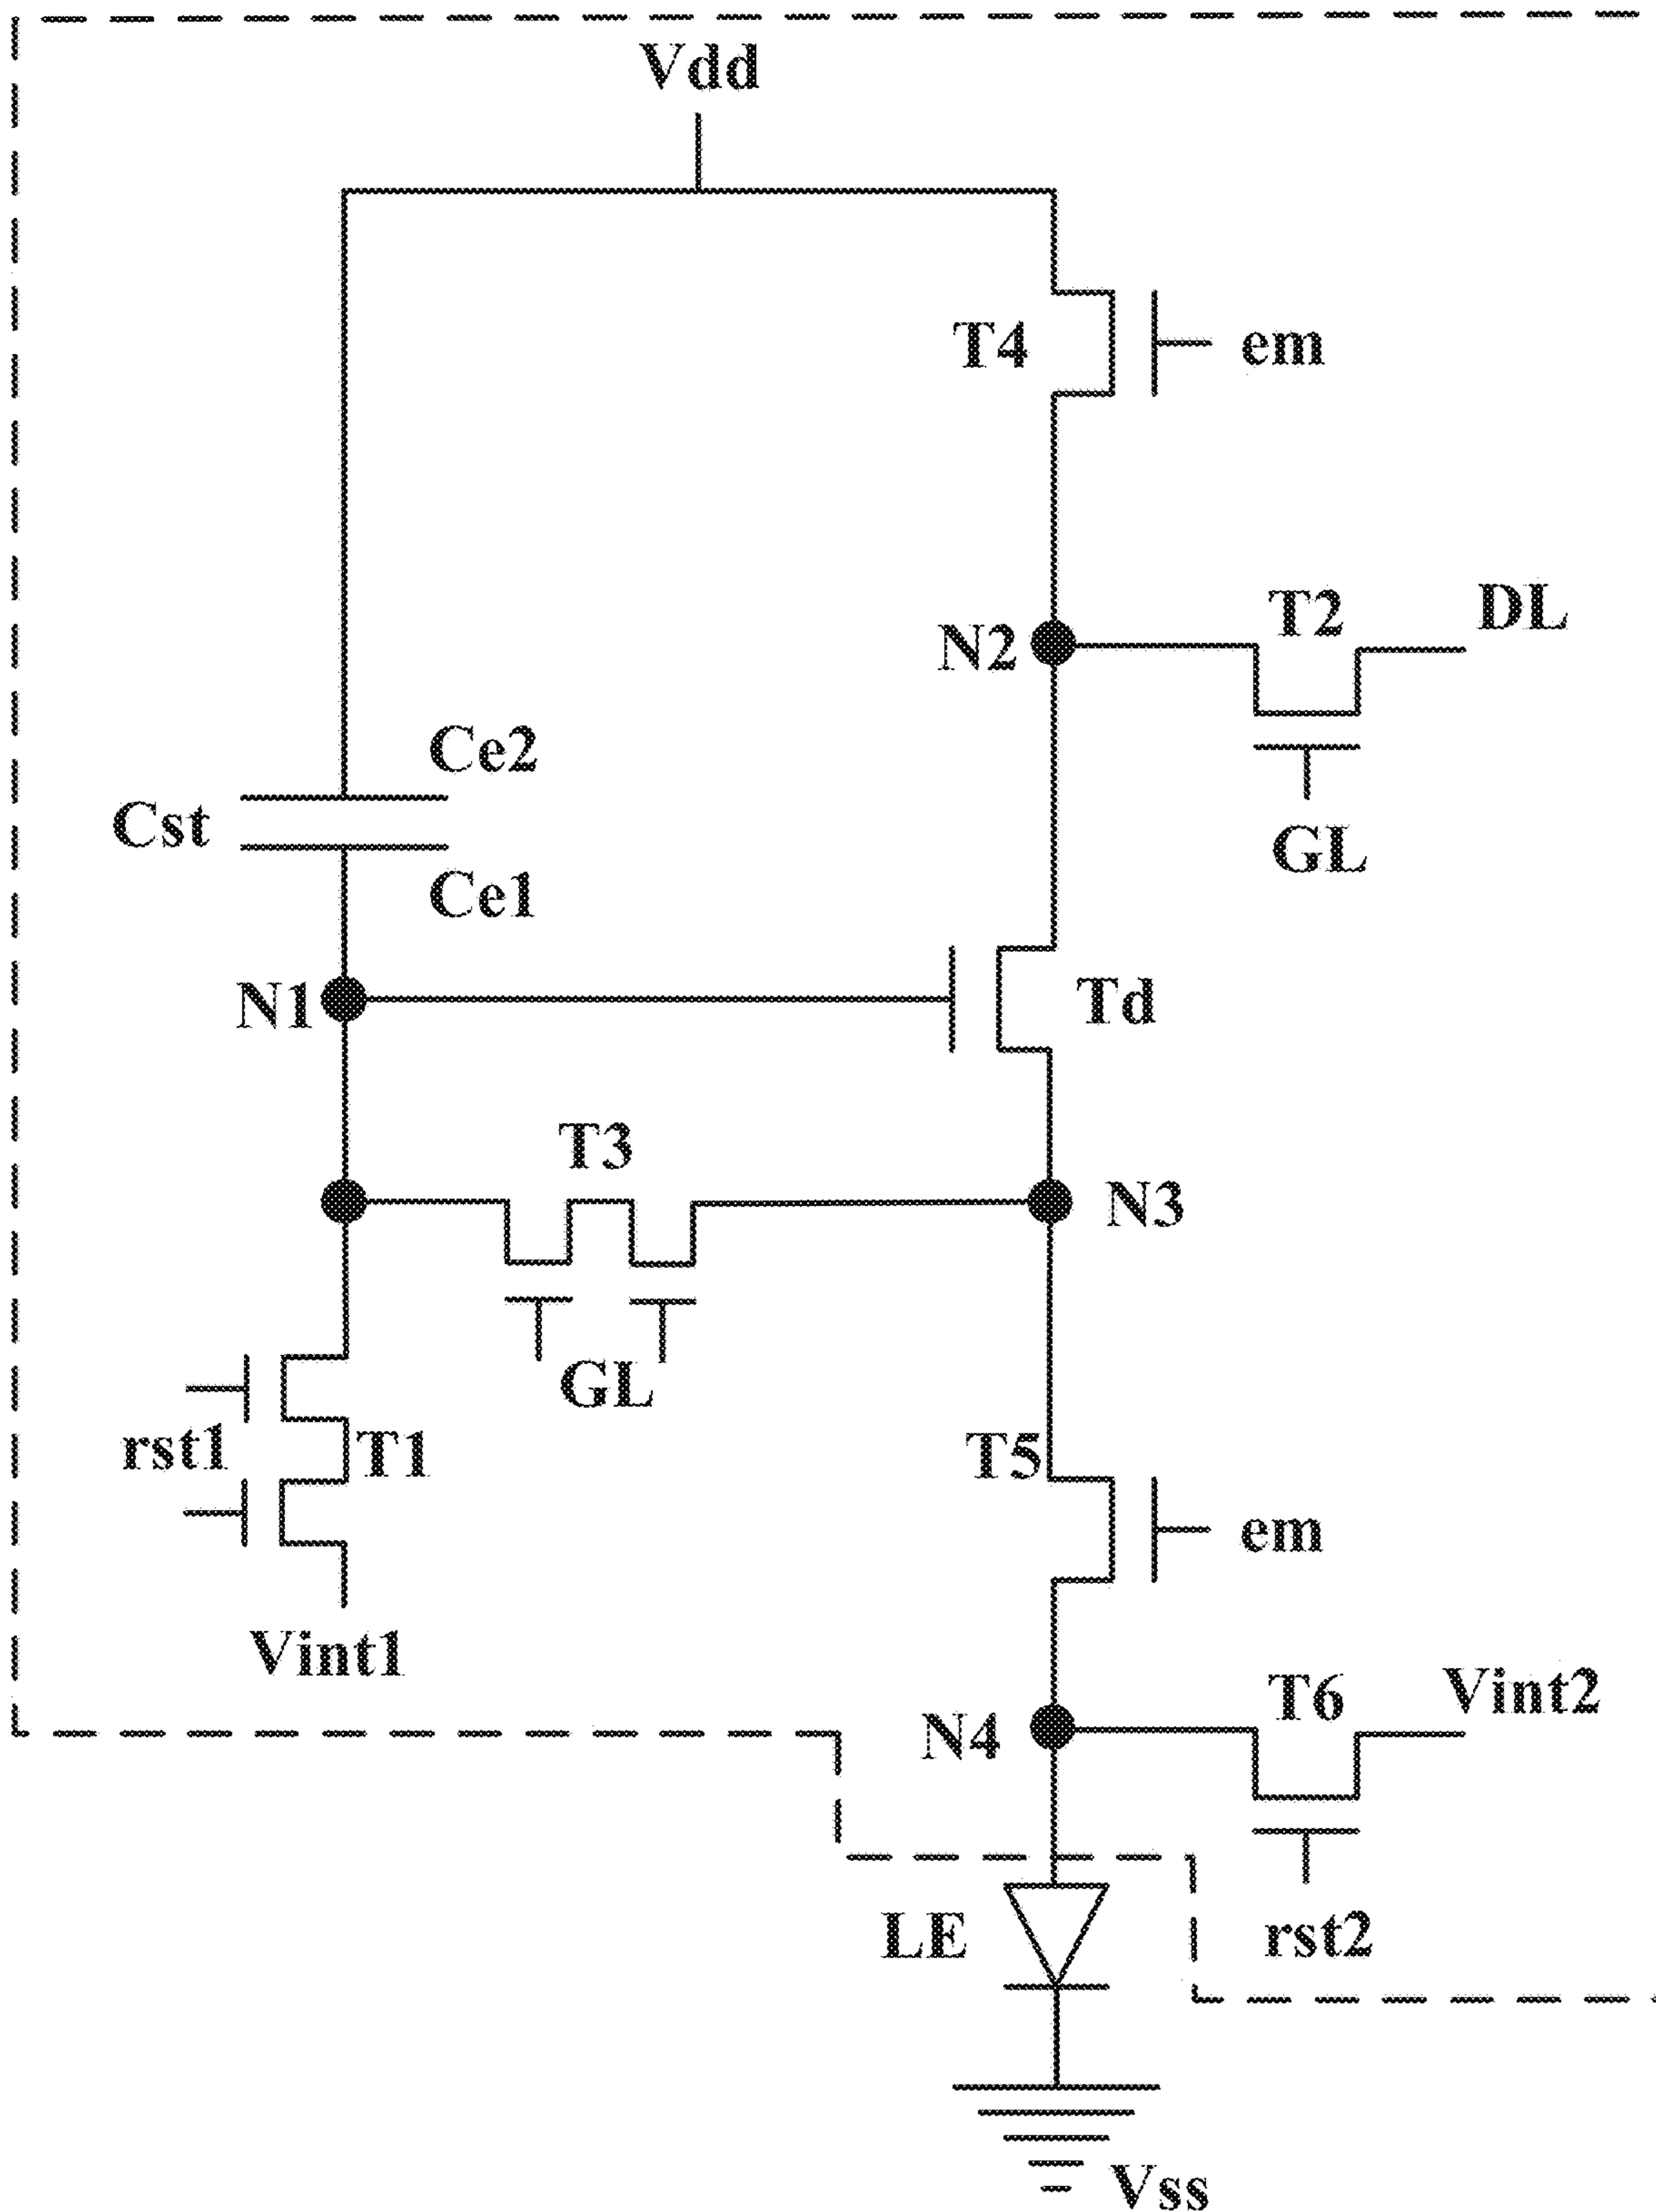 Vdd
T4
em
T2
DL
N2
Ce2
Cst
GL
Ce1
N1
Td
T3
N3
GL
rst1
T1
T5
em
Vint1
T6
Vint2
N4
LE
rst2
Vss